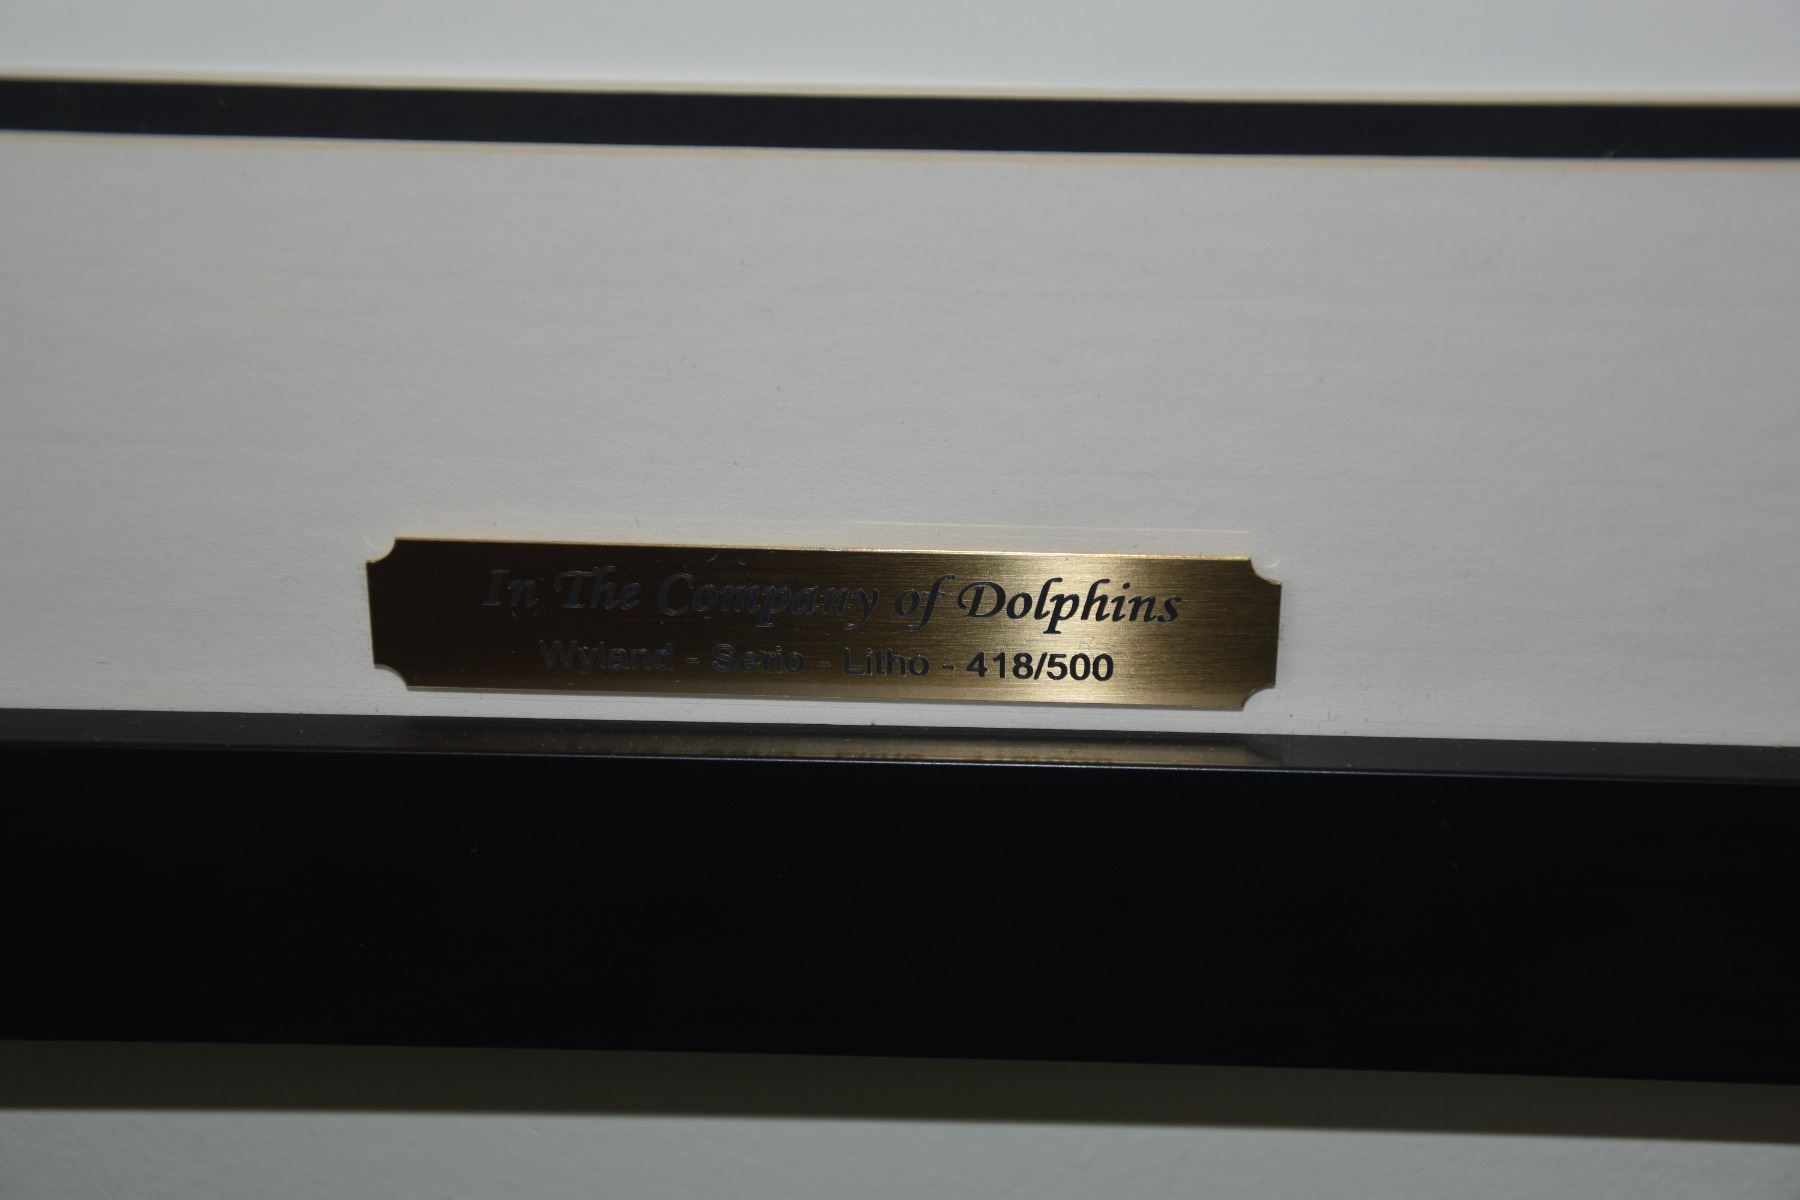 In The Company of Dolphins
Wyland - Serio - Litho - 418/500